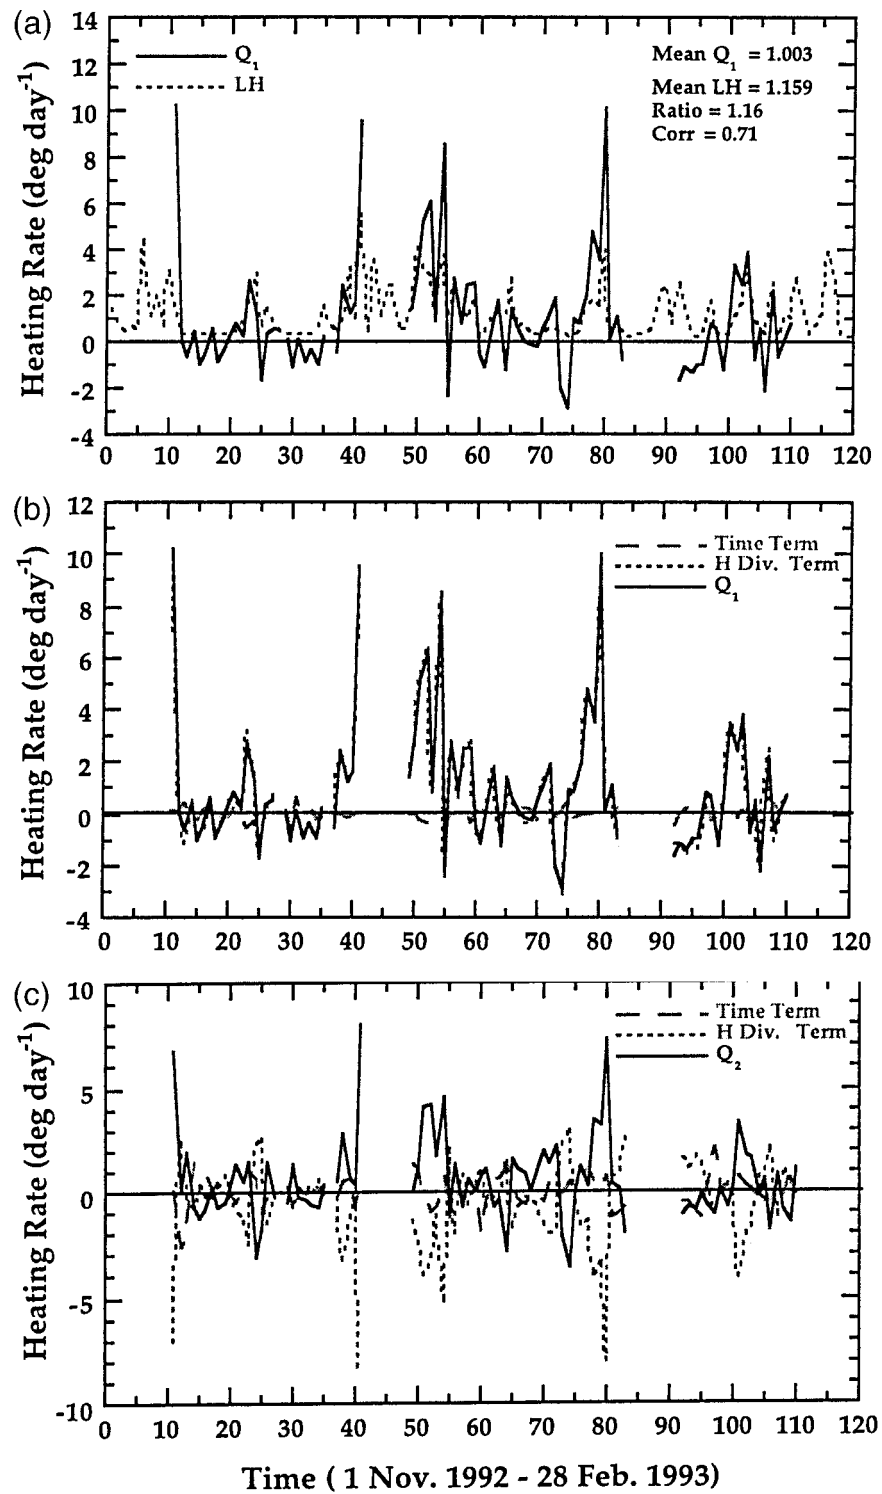 (a)
14
12
10
8
6
4
2
0
-2
-4
Heating Rate (deg day-1)
Q1
LH
Mean Q1 = 1.003
Mean LH = 1.159
Ratio = 1.16
Corr = 0.71
0 10 20 30 40 50 60 70 80 90 100 110 120
(b)
12
10
8
6
4
2
0
-2
-4
Heating Rate (deg day-1)
Time Term
H Div. Term
Q1
0 10 20 30 40 50 60 70 80 90 100 110 120
(c)
10
5
0
-5
-10
Heating Rate (deg day-1)
Time Term
H Div. Term
Q2
0 10 20 30 40 50 60 70 80 90 100 110 120
Time ( 1 Nov. 1992 - 28 Feb. 1993)